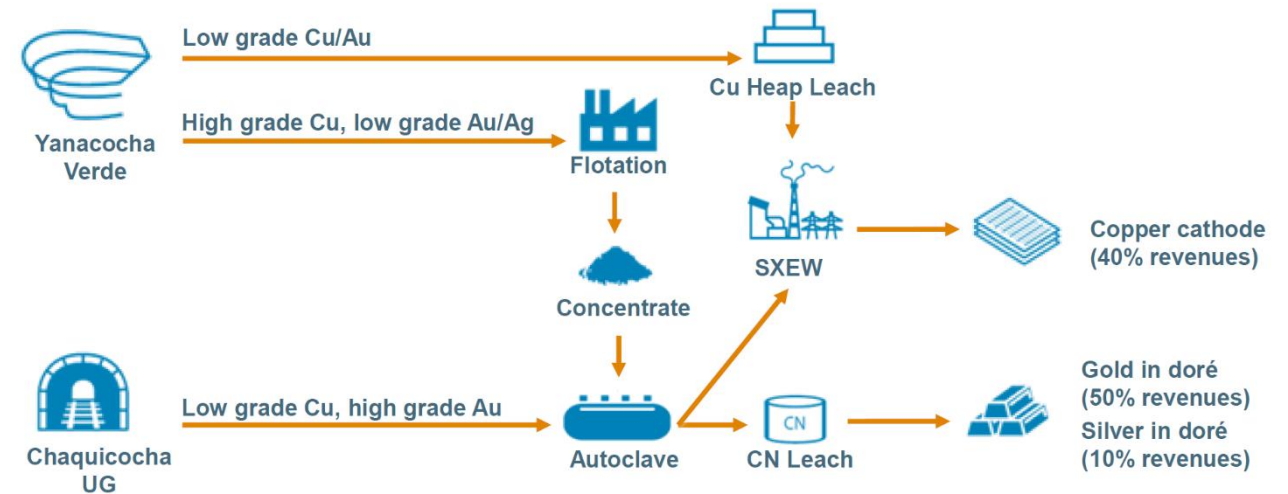 Low grade Cu/Au
Cu Heap Leach
Yanacocha
Verde
High grade Cu, low grade Au/Ag
Flotation
SXEW
Copper cathode
(40% revenues)
Concentrate
Chaquicocha
UG
Low grade Cu, high grade Au
Autoclave
CN
CN Leach
Gold in doré
(50% revenues)
Silver in doré
(10% revenues)